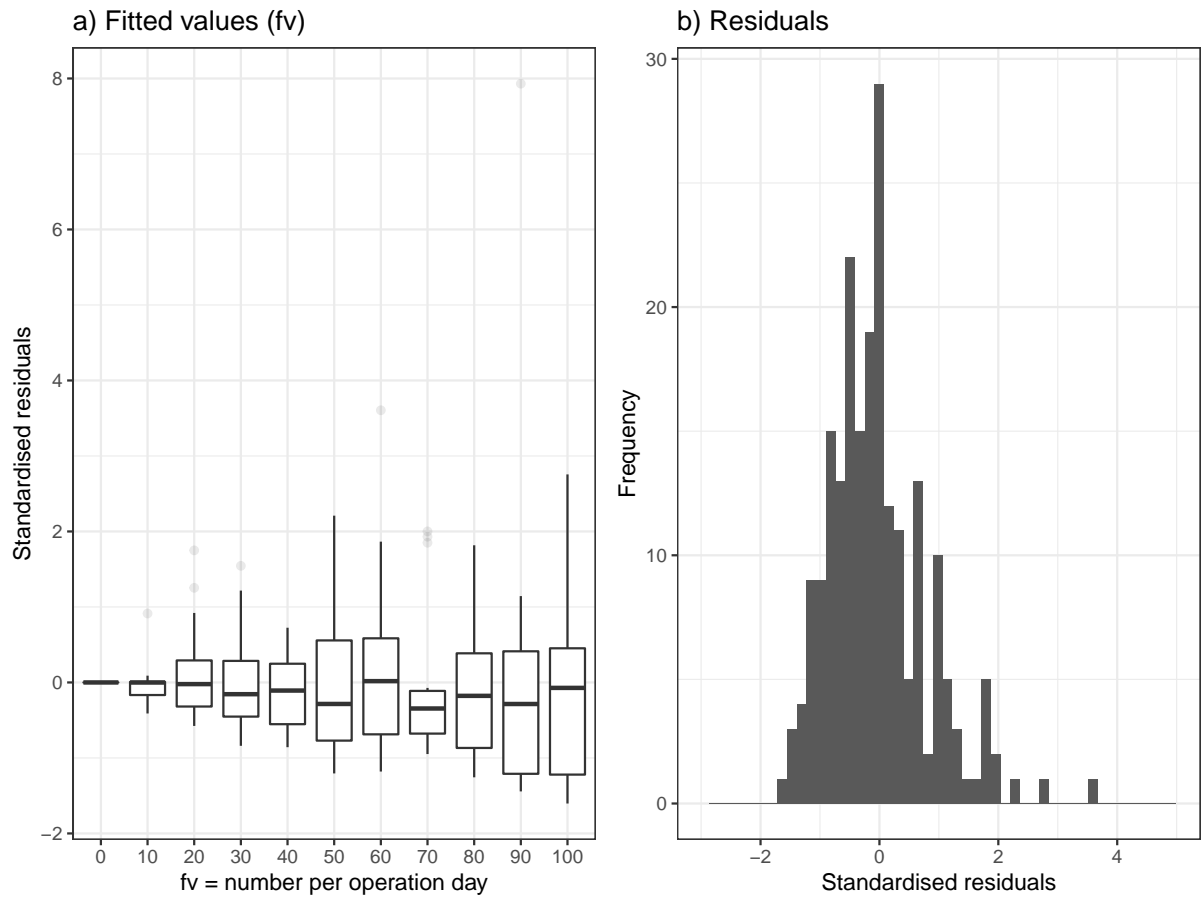 a) Fitted values (fv)
8
6
4
2
0
−2
Standardised residuals
0 10 20 30 40 50 60 70 80 90 100
fv = number per operation day
b) Residuals
30
20
10
0
Frequency
−2 0 2 4
Standardised residuals